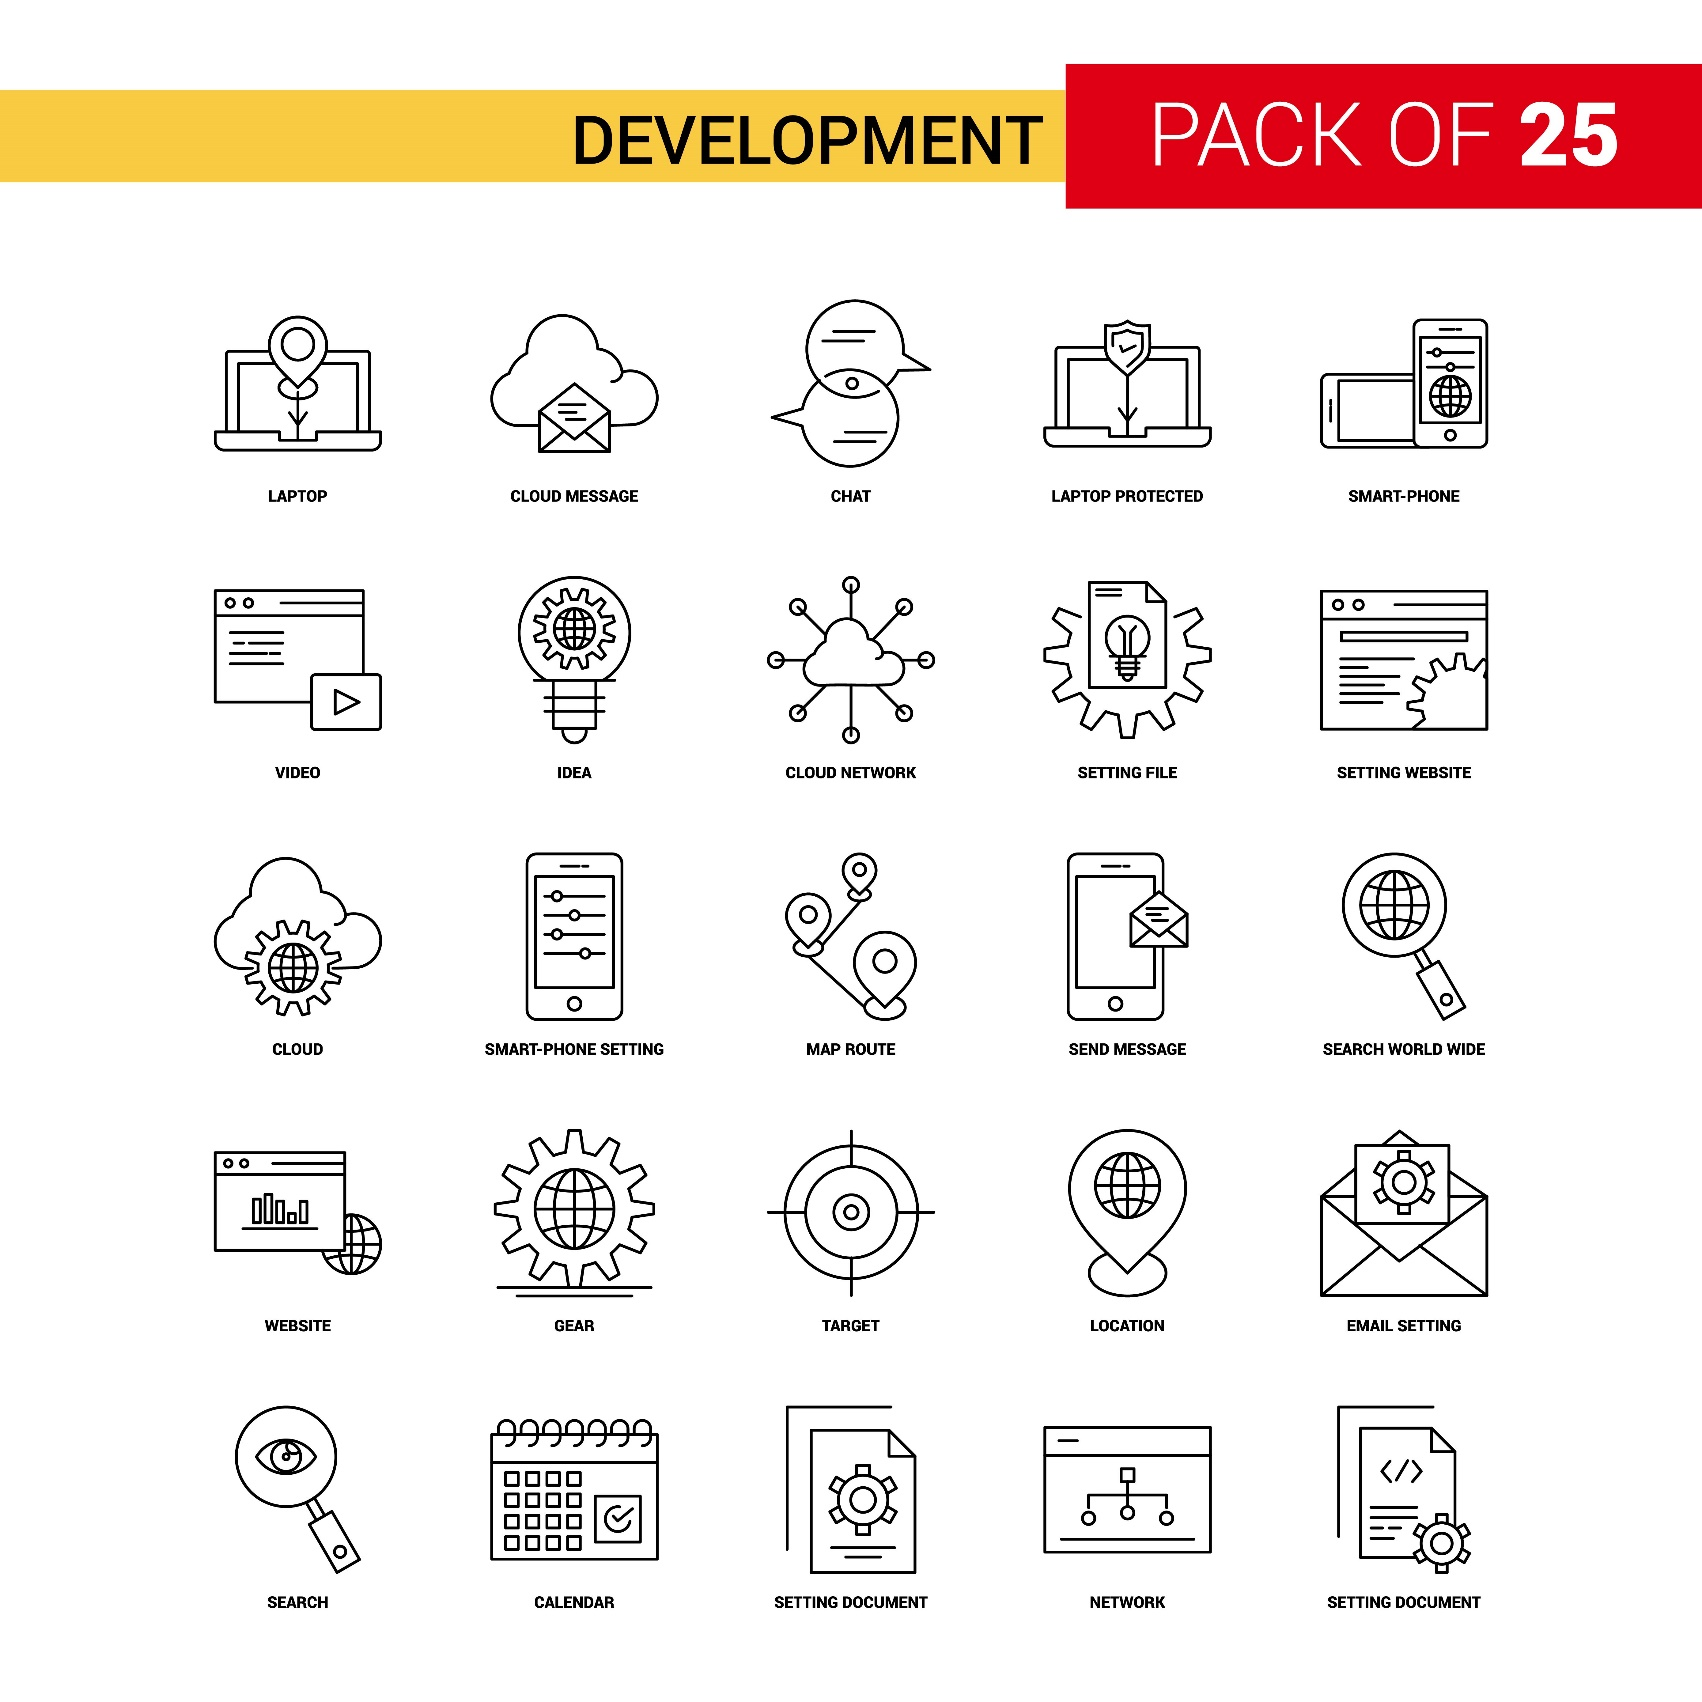 DEVELOPMENT
PACK OF 25
LAPTOP
CLOUD MESSAGE
CHAT
LAPTOP PROTECTED
SMART-PHONE
VIDEO
IDEA
CLOUD NETWORK
SETTING FILE
SETTING WEBSITE
CLOUD
SMART-PHONE SETTING
MAP ROUTE
SEND MESSAGE
SEARCH WORLD WIDE
WEBSITE
GEAR
TARGET
LOCATION
EMAIL SETTING
SEARCH
CALENDAR
SETTING DOCUMENT
NETWORK
</>
SETTING DOCUMENT